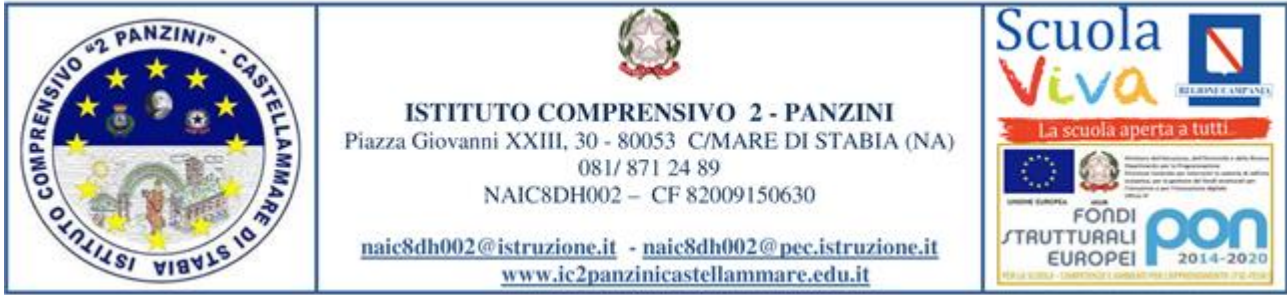 ISTITUTO COMPRENSIVO "2 PANZINI" - CASTELLAMMARE DI STABIA
ISTITUTO COMPRENSIVO 2 - PANZINI
Piazza Giovanni XXIII, 30 - 80053 C/MARE DI STABIA (NA)
081/ 871 24 89
NAIC8DH002 – CF 82009150630
naic8dh002@istruzione.it - naic8dh002@pec.istruzione.it
www.ic2panzinicastellammare.edu.it
Scuola
Viva
REGIONE CAMPANIA
La scuola aperta a tutti..
UNIONE EUROPEA
MIUR
FONDI
STRUTTURALI
EUROPEI
pon
2014-2020